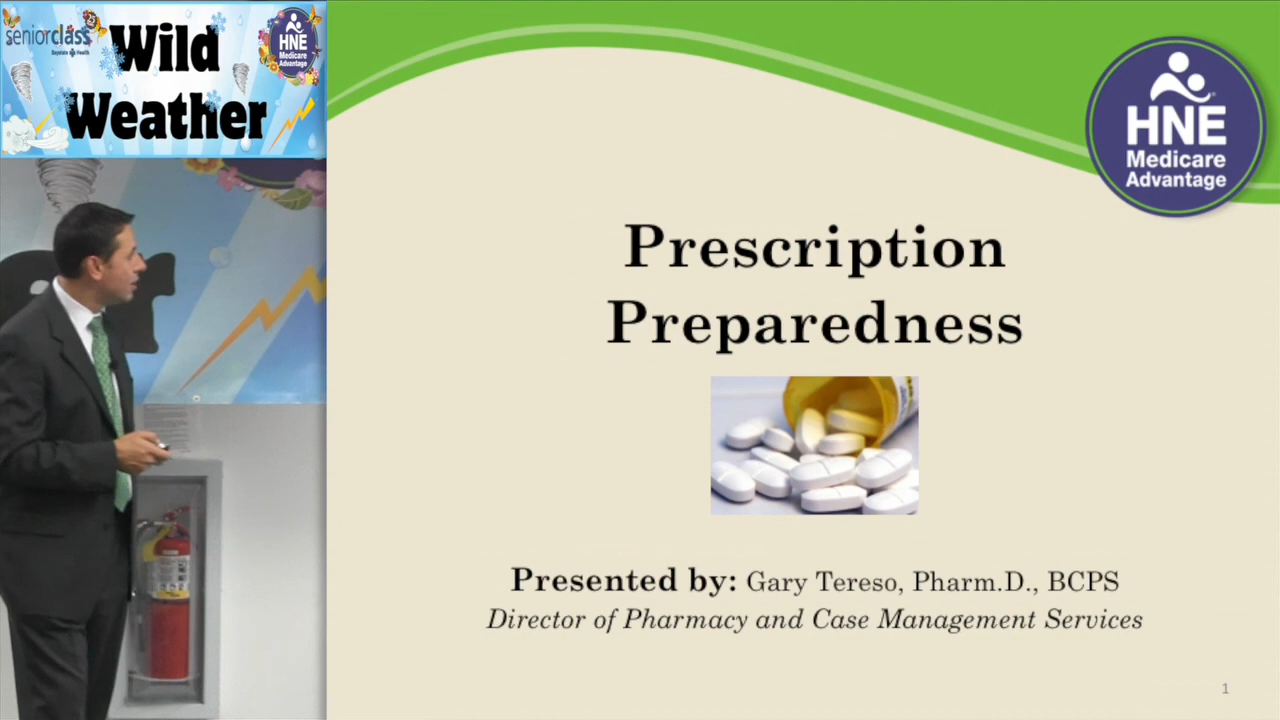 seniorclass
25
Baystate Health
Wild
Weather
HNE
Medicare
Advantage
HNE
Medicare
Advantage
Prescription
Preparedness
Presented by: Gary Tereso, Pharm.D., BCPS
Director of Pharmacy and Case Management Services
1